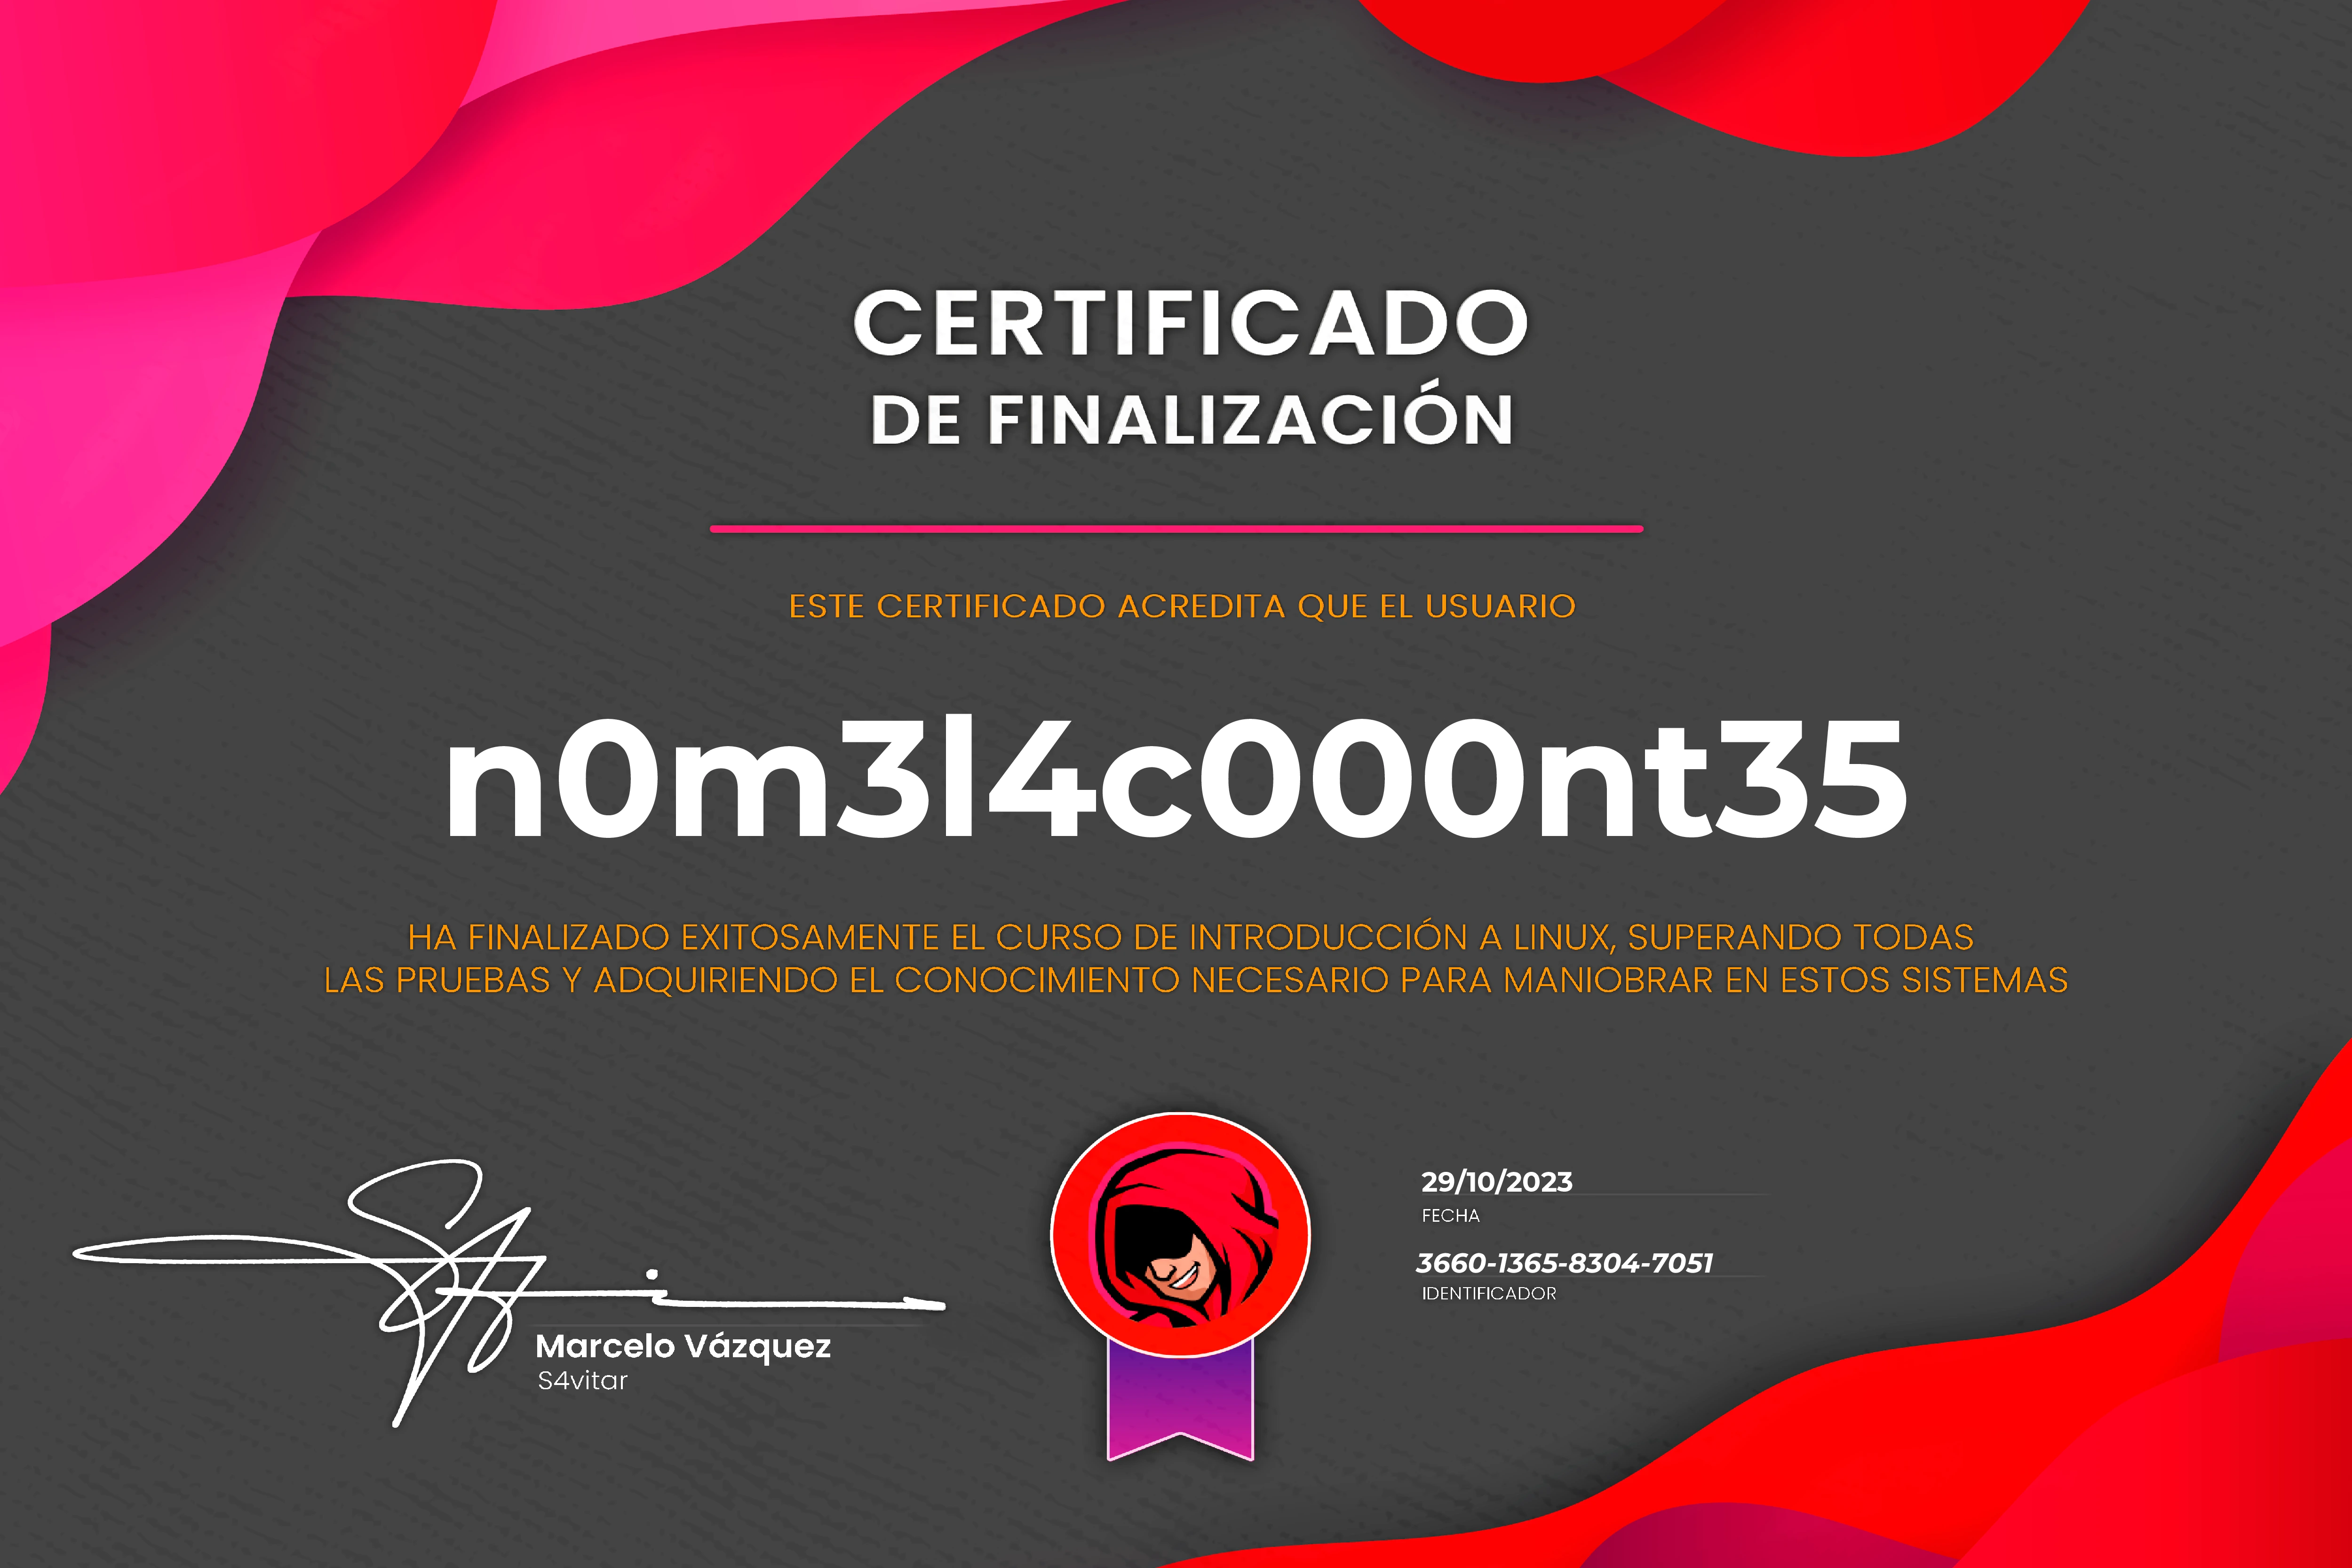 CERTIFICADO
DE FINALIZACIÓN
ESTE CERTIFICADO ACREDITA QUE EL USUARIO
n0m3l4c000nt35
HA FINALIZADO EXITOSAMENTE EL CURSO DE INTRODUCCIÓN A LINUX, SUPERANDO TODAS
LAS PRUEBAS Y ADQUIRIENDO EL CONOCIMIENTO NECESARIO PARA MANIOBRAR EN ESTOS SISTEMAS
Marcelo Vázquez
S4vitar
29/10/2023
FECHA
3660-1365-8304-7051
IDENTIFICADOR